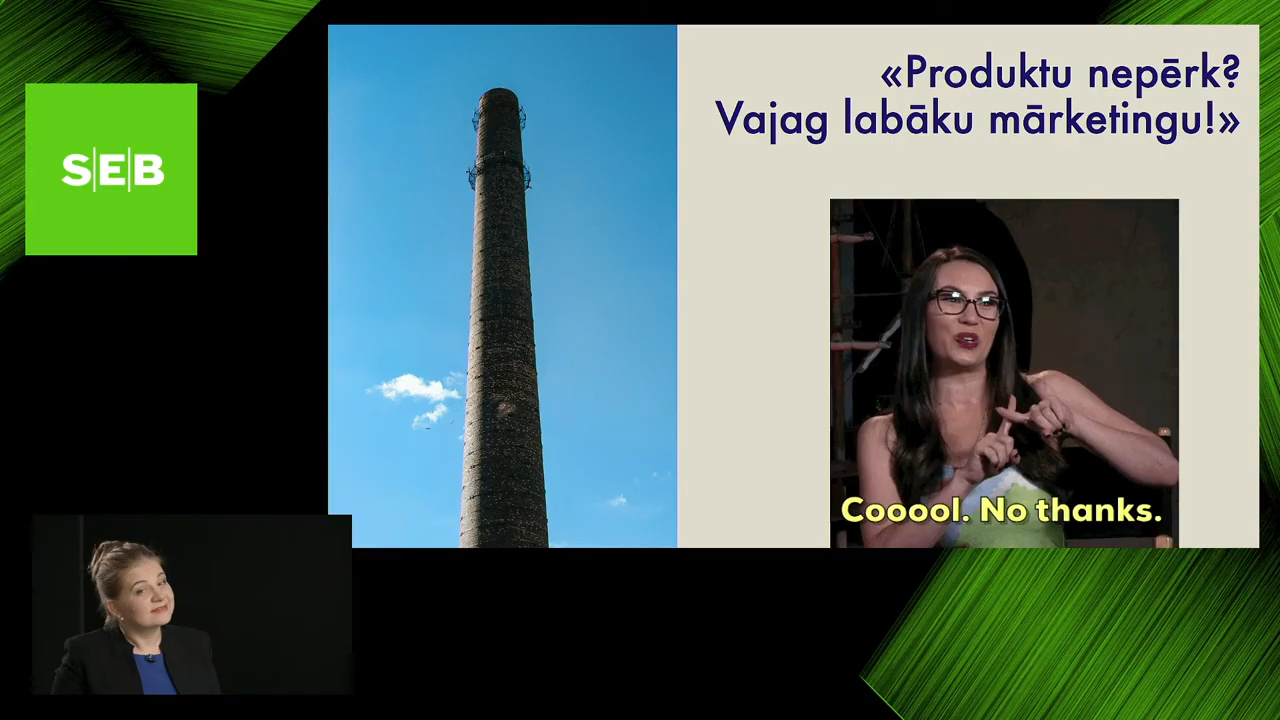 SEB
«Produktu nepērk?
Vajag labāku mārketingu!»
Cooool. No thanks.